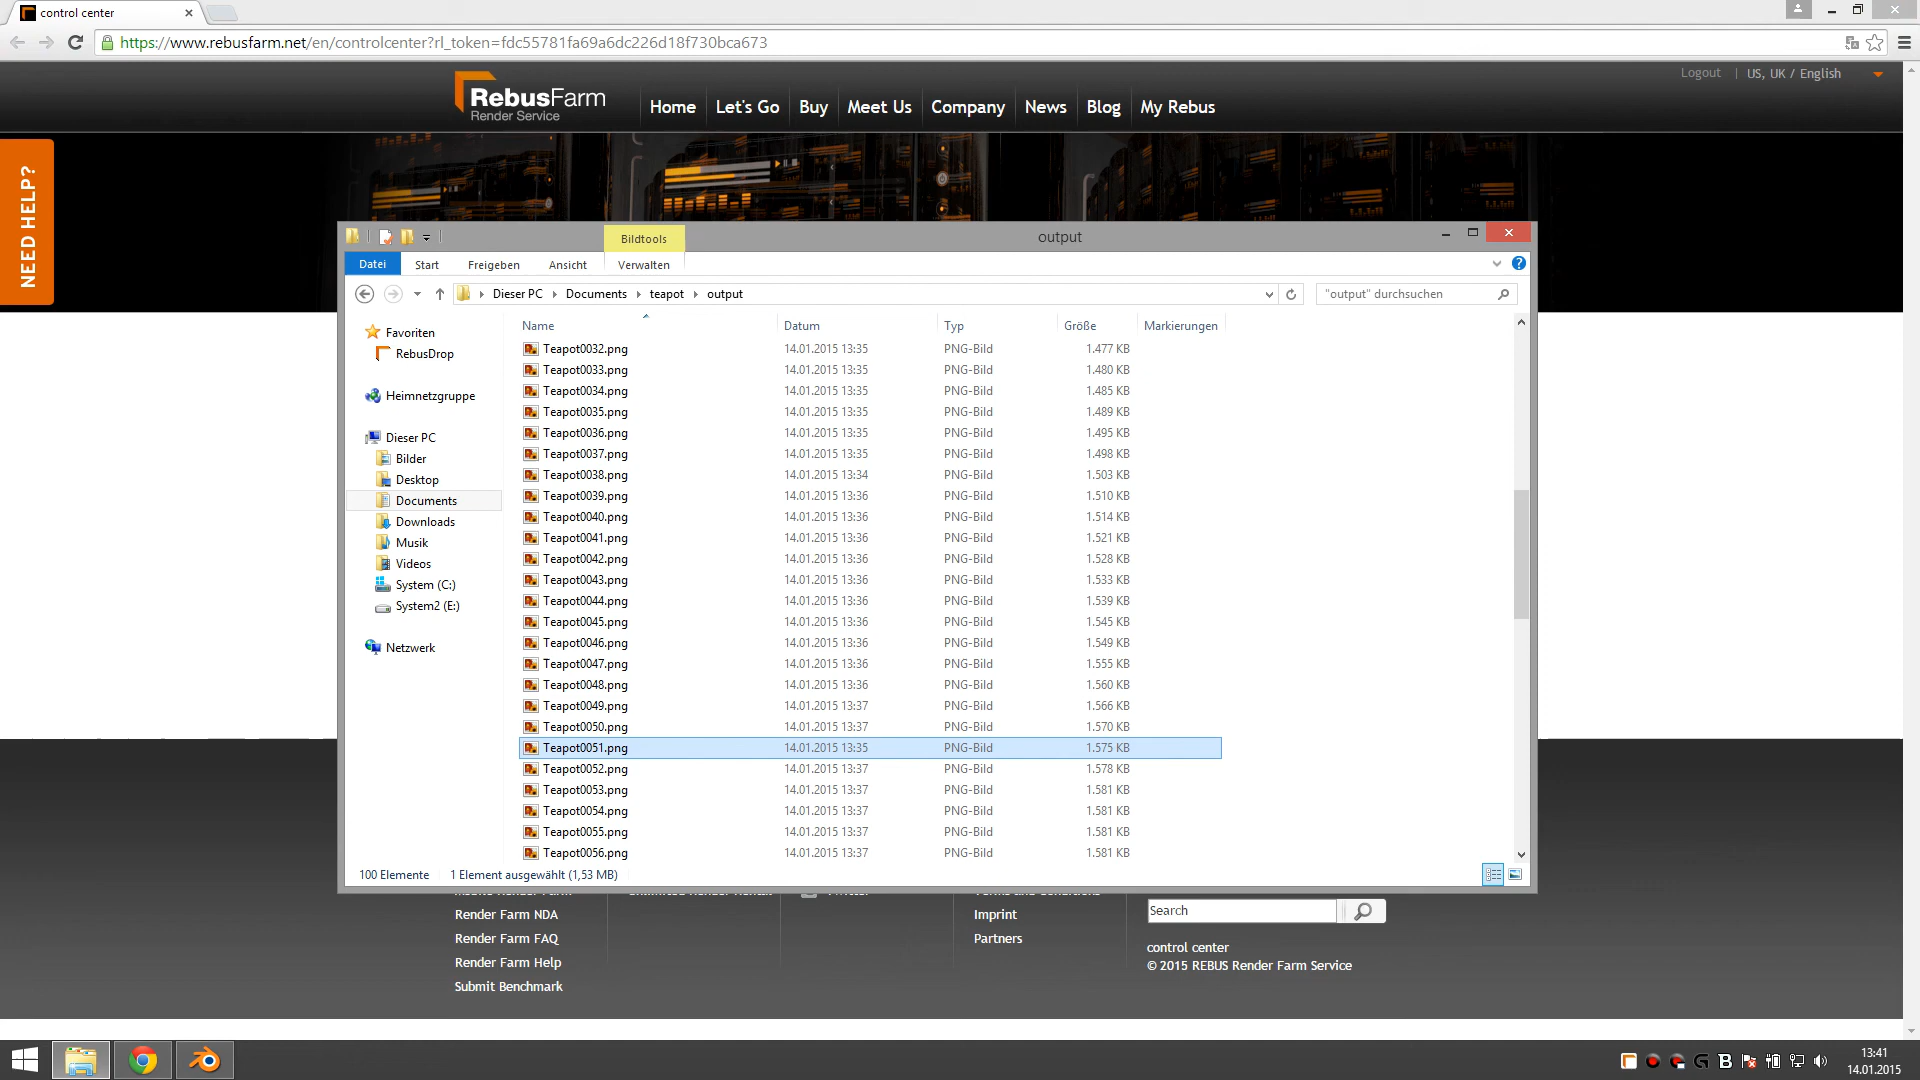 control center
https://www.rebusfarm.net/en/controlcenter?rl_token=fdc55781fa69a6dc226d18f730bca673
Logout | US, UK / English
RebusFarm
Render Service
Home
Let's Go
Buy
Meet Us
Company
News
Blog
My Rebus
NEED HELP?
Bildtools
output
Datei
Start
Freigeben
Ansicht
Verwalten
Dieser PC
Documents
teapot
output
"output" durchsuchen
Favoriten
RebusDrop
Heimnetzgruppe
Dieser PC
Bilder
Desktop
Documents
Downloads
Musik
Videos
System (C:)
System2 (E:)
Netzwerk
Name Datum Typ Größe Markierungen
Teapot0032.png 14.01.2015 13:35 PNG-Bild 1.477 KB
Teapot0033.png 14.01.2015 13:35 PNG-Bild 1.480 KB
Teapot0034.png 14.01.2015 13:35 PNG-Bild 1.485 KB
Teapot0035.png 14.01.2015 13:35 PNG-Bild 1.489 KB
Teapot0036.png 14.01.2015 13:35 PNG-Bild 1.495 KB
Teapot0037.png 14.01.2015 13:35 PNG-Bild 1.498 KB
Teapot0038.png 14.01.2015 13:34 PNG-Bild 1.503 KB
Teapot0039.png 14.01.2015 13:36 PNG-Bild 1.510 KB
Teapot0040.png 14.01.2015 13:36 PNG-Bild 1.514 KB
Teapot0041.png 14.01.2015 13:36 PNG-Bild 1.521 KB
Teapot0042.png 14.01.2015 13:36 PNG-Bild 1.528 KB
Teapot0043.png 14.01.2015 13:36 PNG-Bild 1.533 KB
Teapot0044.png 14.01.2015 13:36 PNG-Bild 1.539 KB
Teapot0045.png 14.01.2015 13:36 PNG-Bild 1.545 KB
Teapot0046.png 14.01.2015 13:36 PNG-Bild 1.549 KB
Teapot0047.png 14.01.2015 13:36 PNG-Bild 1.555 KB
Teapot0048.png 14.01.2015 13:36 PNG-Bild 1.560 KB
Teapot0049.png 14.01.2015 13:37 PNG-Bild 1.566 KB
Teapot0050.png 14.01.2015 13:37 PNG-Bild 1.570 KB
Teapot0051.png 14.01.2015 13:35 PNG-Bild 1.575 KB
Teapot0052.png 14.01.2015 13:37 PNG-Bild 1.578 KB
Teapot0053.png 14.01.2015 13:37 PNG-Bild 1.581 KB
Teapot0054.png 14.01.2015 13:37 PNG-Bild 1.581 KB
Teapot0055.png 14.01.2015 13:37 PNG-Bild 1.581 KB
Teapot0056.png 14.01.2015 13:37 PNG-Bild 1.581 KB
100 Elemente 1 Element ausgewählt (1,53 MB)
Render Farm NDA
Render Farm FAQ
Render Farm Help
Submit Benchmark
Imprint
Partners
Search
control center
© 2015 REBUS Render Farm Service
13:41
14.01.2015